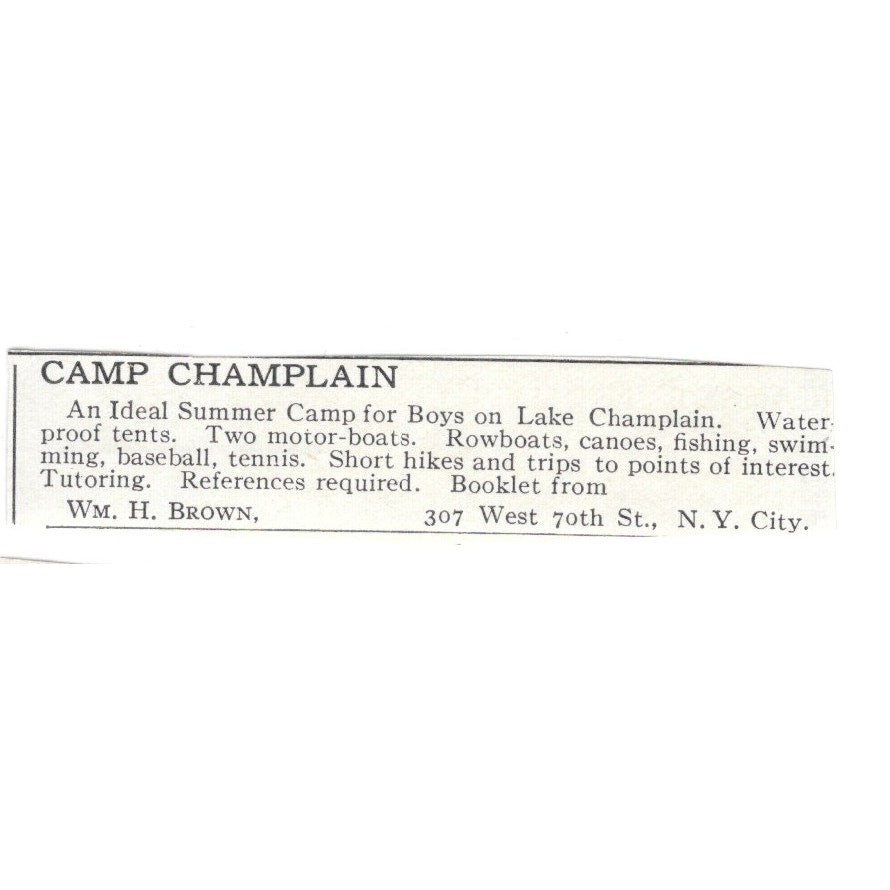 CAMP CHAMPLAIN
An Ideal Summer Camp for Boys on Lake Champlain. Water-
proof tents. Two motor-boats. Rowboats, canoes, fishing, swim-
ming, baseball, tennis. Short hikes and trips to points of interest.
Tutoring. References required. Booklet from
WM. H. BROWN, 307 West 70th St., N. Y. City.